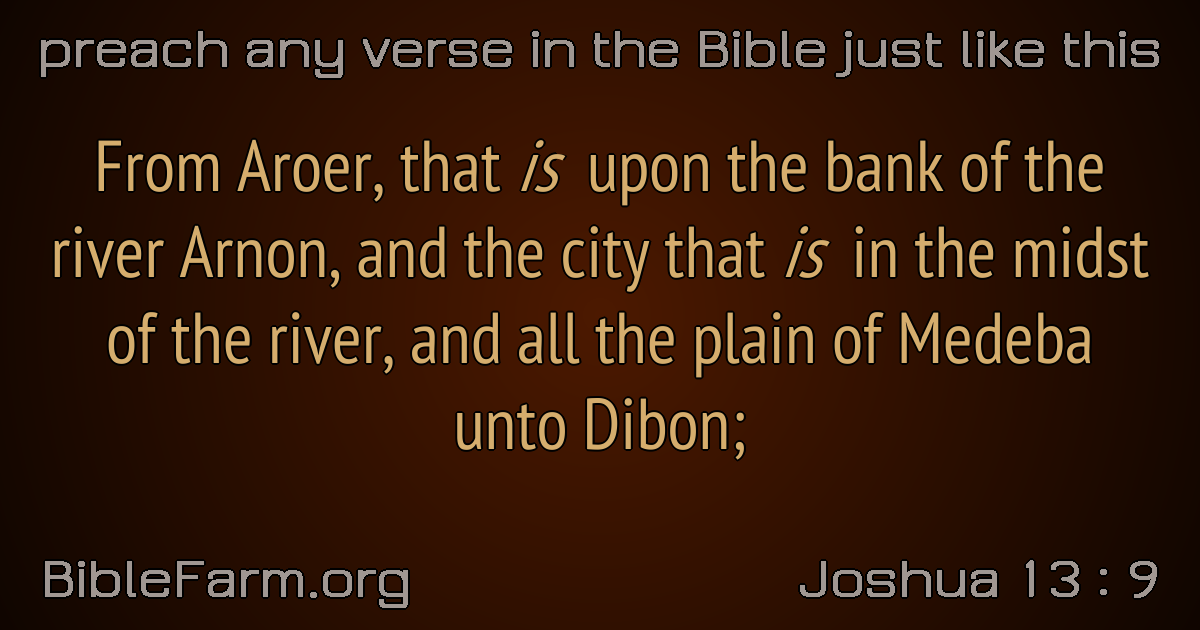 preach any verse in the Bible just like this
From Aroer, that is upon the bank of the
river Arnon, and the city that is in the midst
of the river, and all the plain of Medeba
unto Dibon;
BibleFarm.org
Joshua 13 : 9